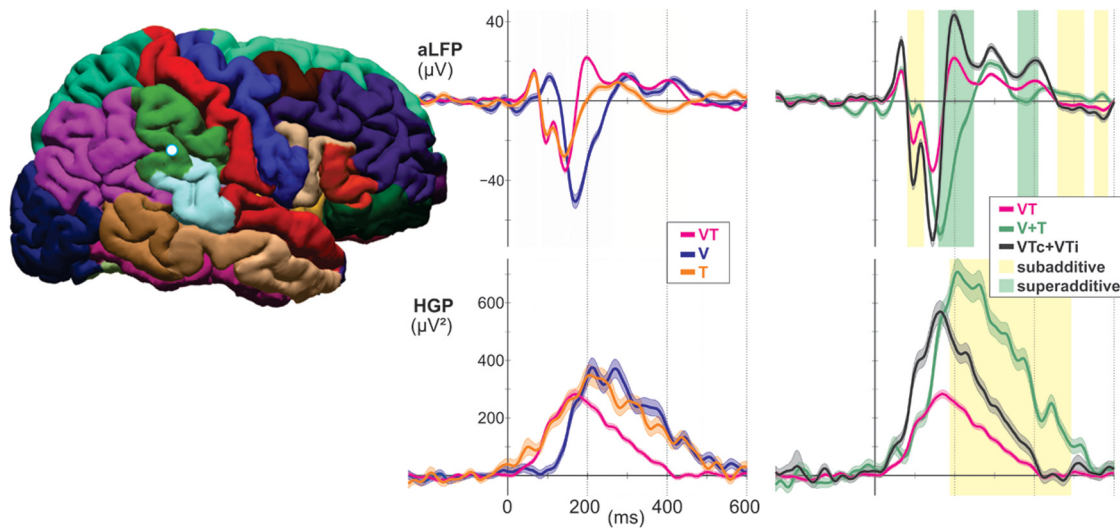 aLFP
(µV)
40
−40
VT
V
T
VT
V+T
VTc+VTi
subadditive
superadditive
HGP
(µV²)
600
400
200
0
200
400
600
(ms)